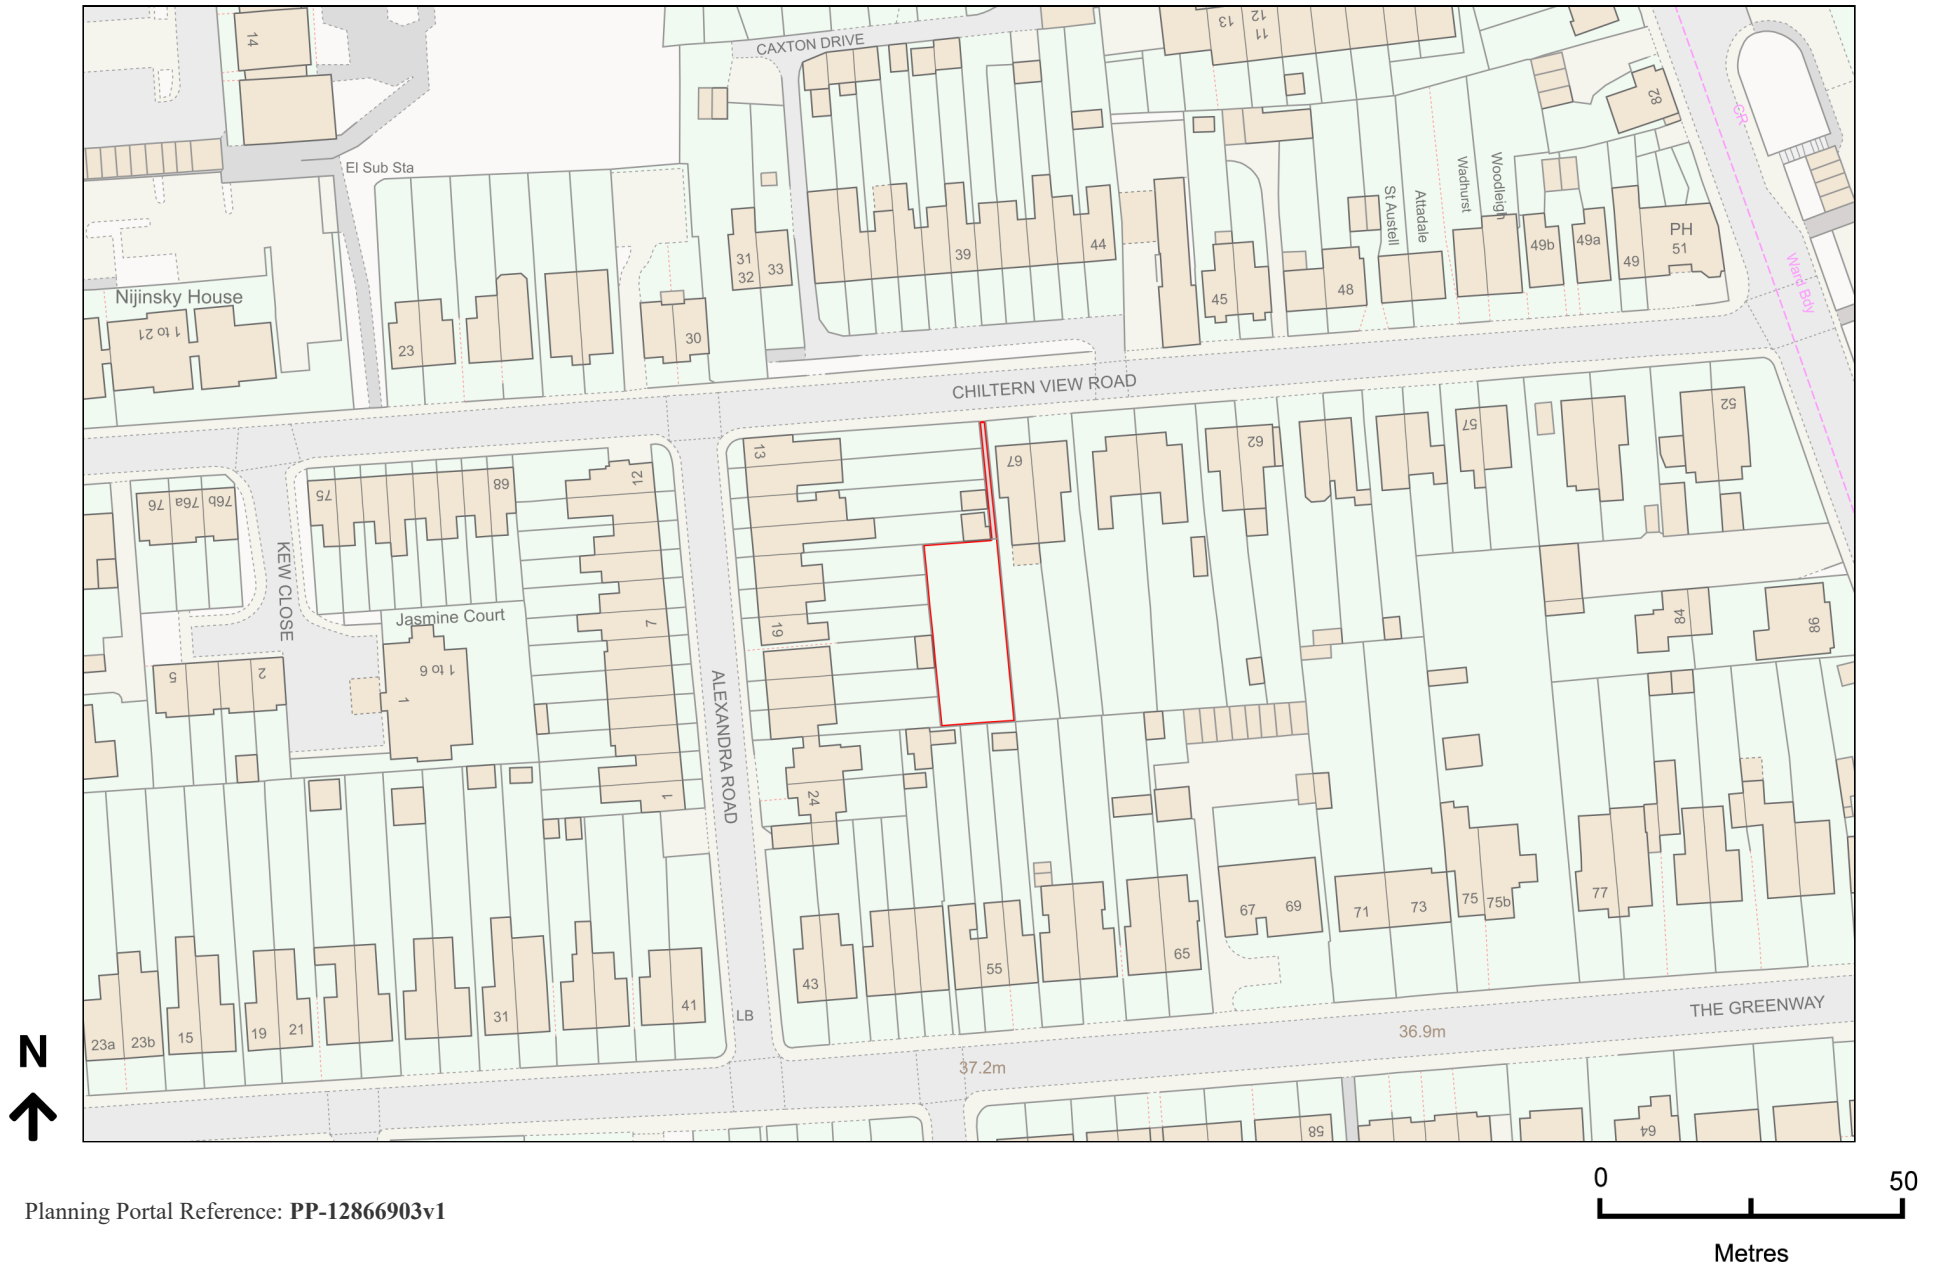 14
CAXTON DRIVE
13
12
11
82
CR
El Sub Sta
Wadhurst
Woodleigh
St Austell
Attadale
31
32
33
39
44
45
48
49b
49a
49
PH
51
Ward Bdy
Nijinsky House
1 to 21
23
30
CHILTERN VIEW ROAD
13
67
62
57
52
12
75
68
76
76a
76b
KEW CLOSE
Jasmine Court
7
19
84
86
5
2
1
1 to 6
ALEXANDRA ROAD
1
24
67
69
71
73
75
75b
77
43
55
65
23a
23b
15
19
21
31
41
LB
THE GREENWAY
36.9m
37.2m
58
64
N
0 50
Metres
Planning Portal Reference: PP-12866903v1